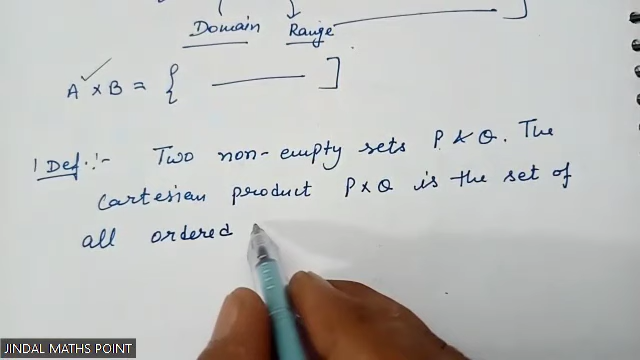 Domain Range
A × B = { ——— }
Def:- Two non-empty sets P & Q. The
Cartesian product P × Q is the set of
all ordered
JINDAL MATHS POINT